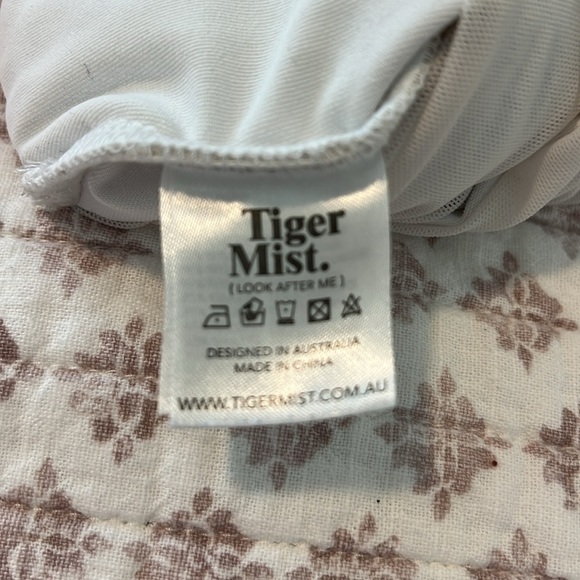 Tiger
Mist.
(LOOK AFTER ME)
DESIGNED IN AUSTRALIA
MADE IN CHINA
WWW.TIGERMIST.COM.AU